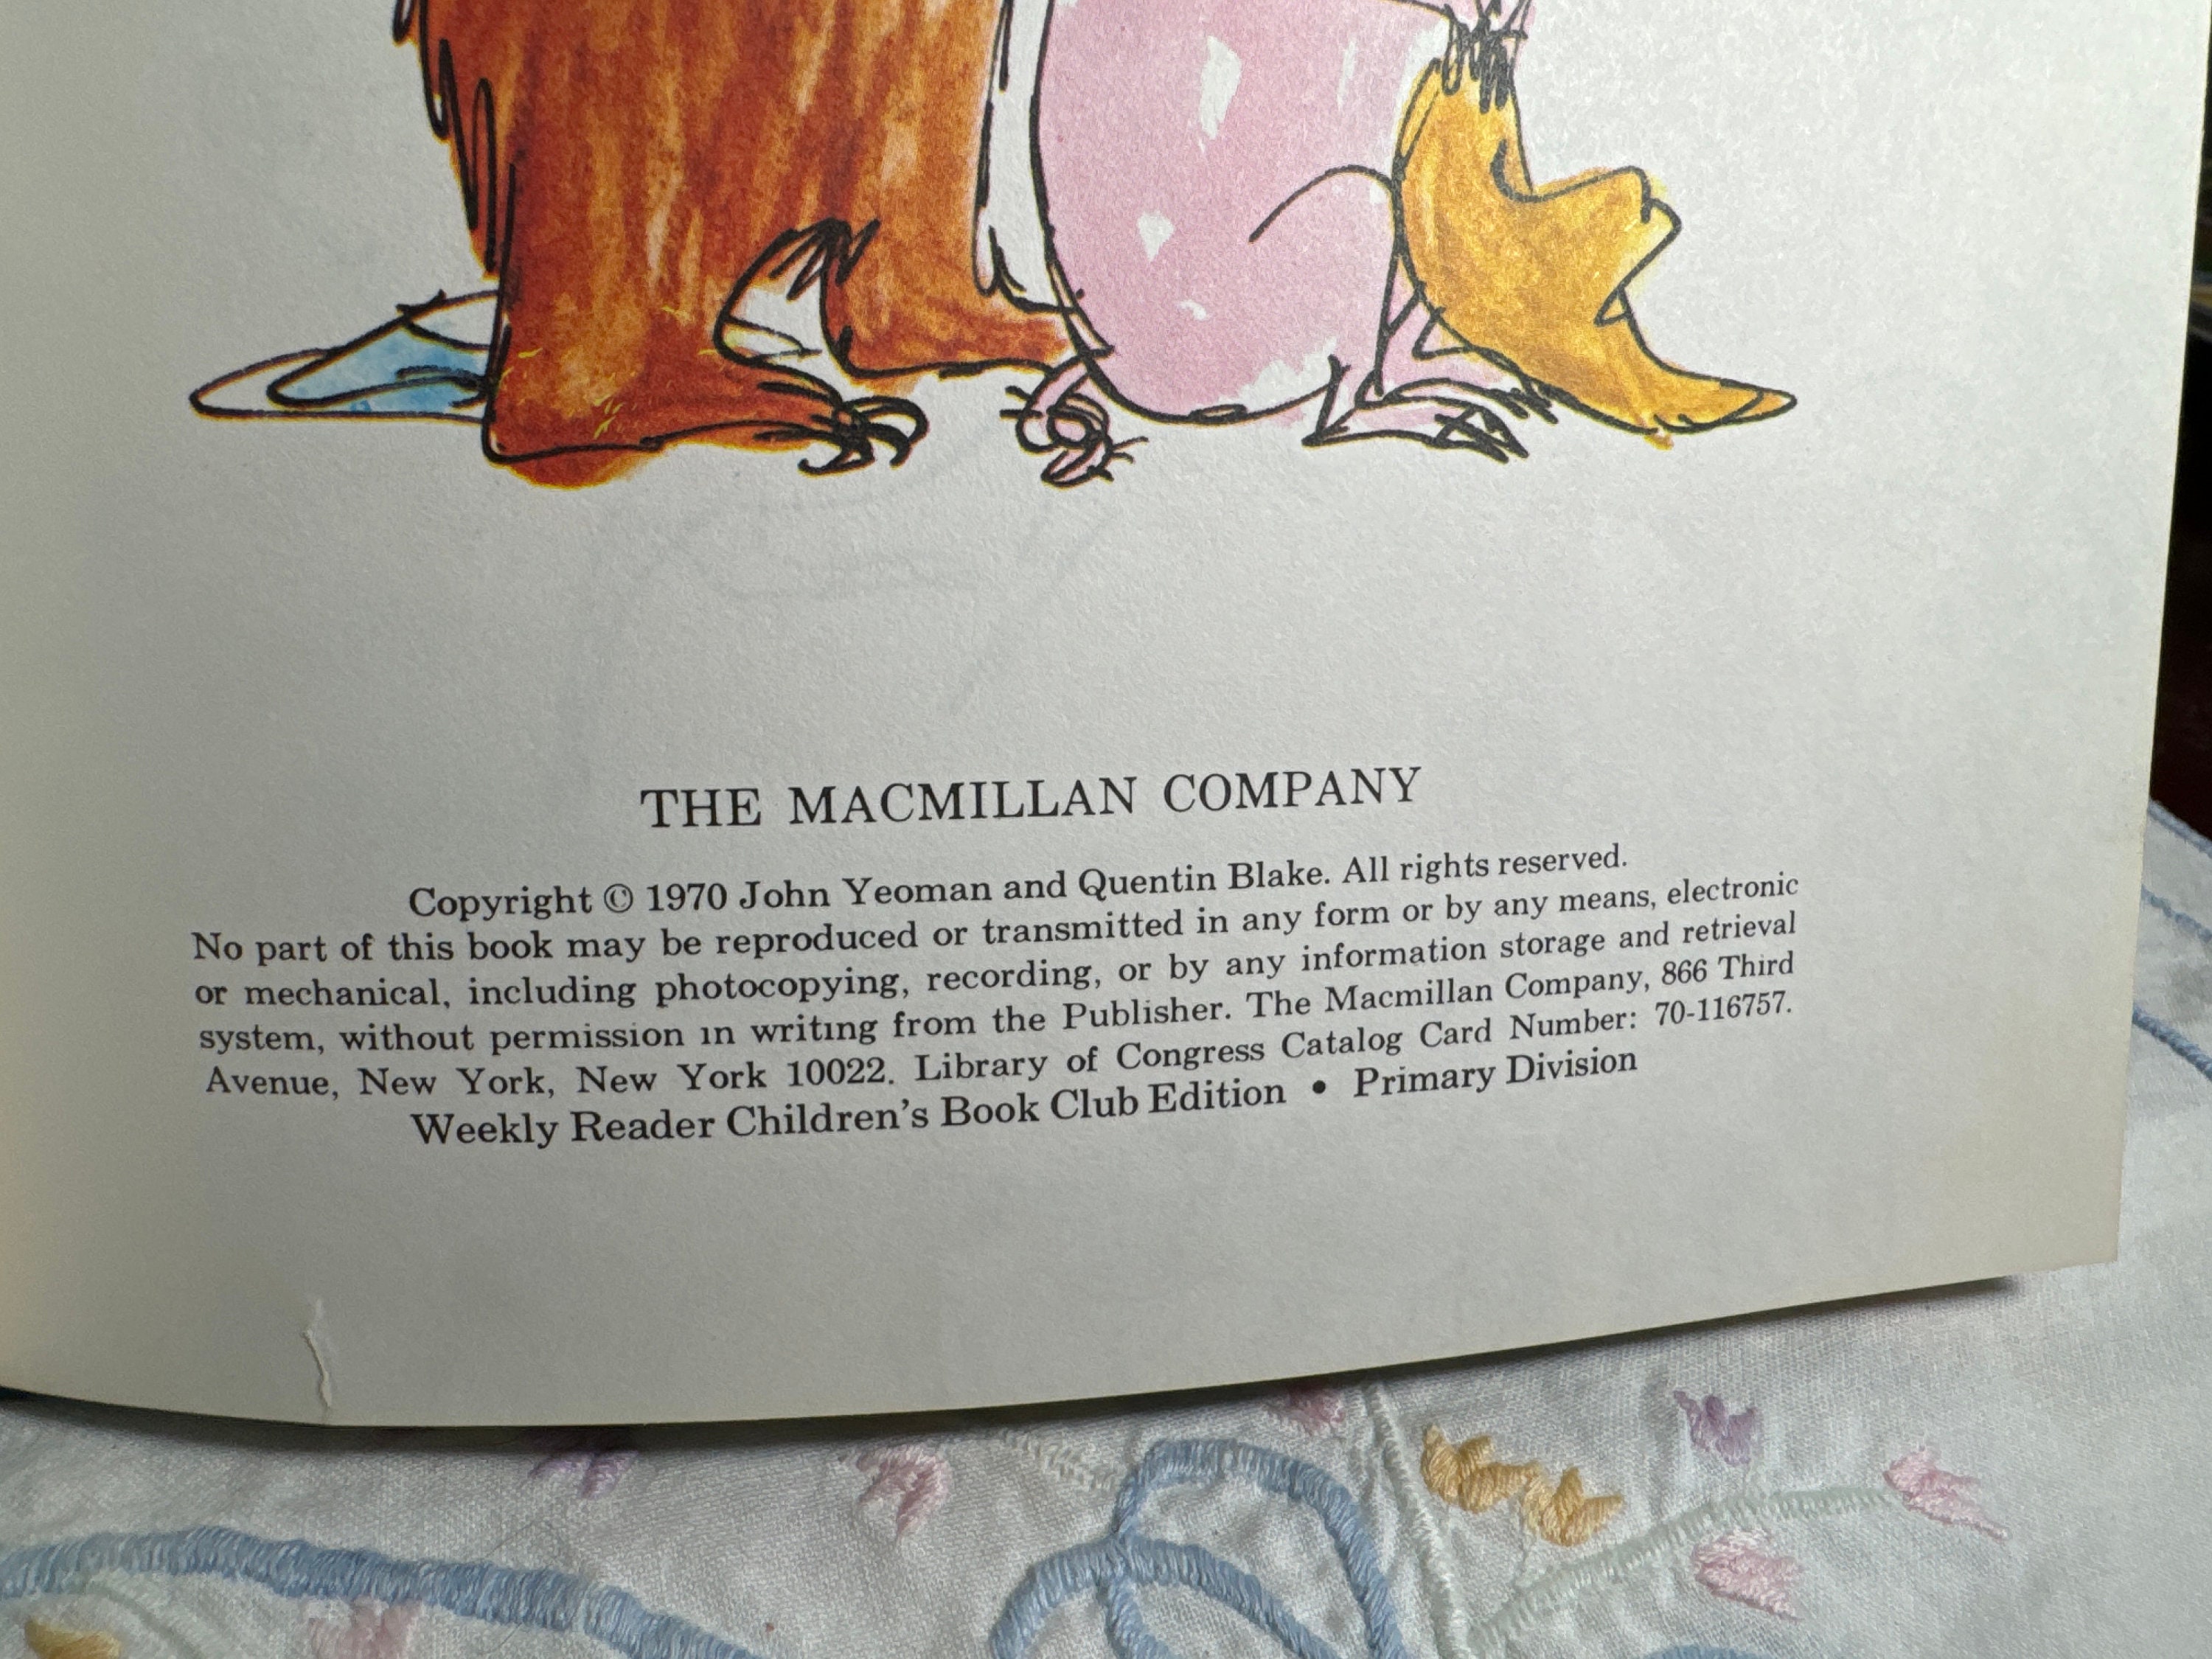 THE MACMILLAN COMPANY
Copyright © 1970 John Yeoman and Quentin Blake. All rights reserved.
No part of this book may be reproduced or transmitted in any form or by any means, electronic
or mechanical, including photocopying, recording, or by any information storage and retrieval
system, without permission in writing from the Publisher. The Macmillan Company, 866 Third
Avenue, New York, New York 10022. Library of Congress Catalog Card Number: 70-116757.
Weekly Reader Children's Book Club Edition • Primary Division